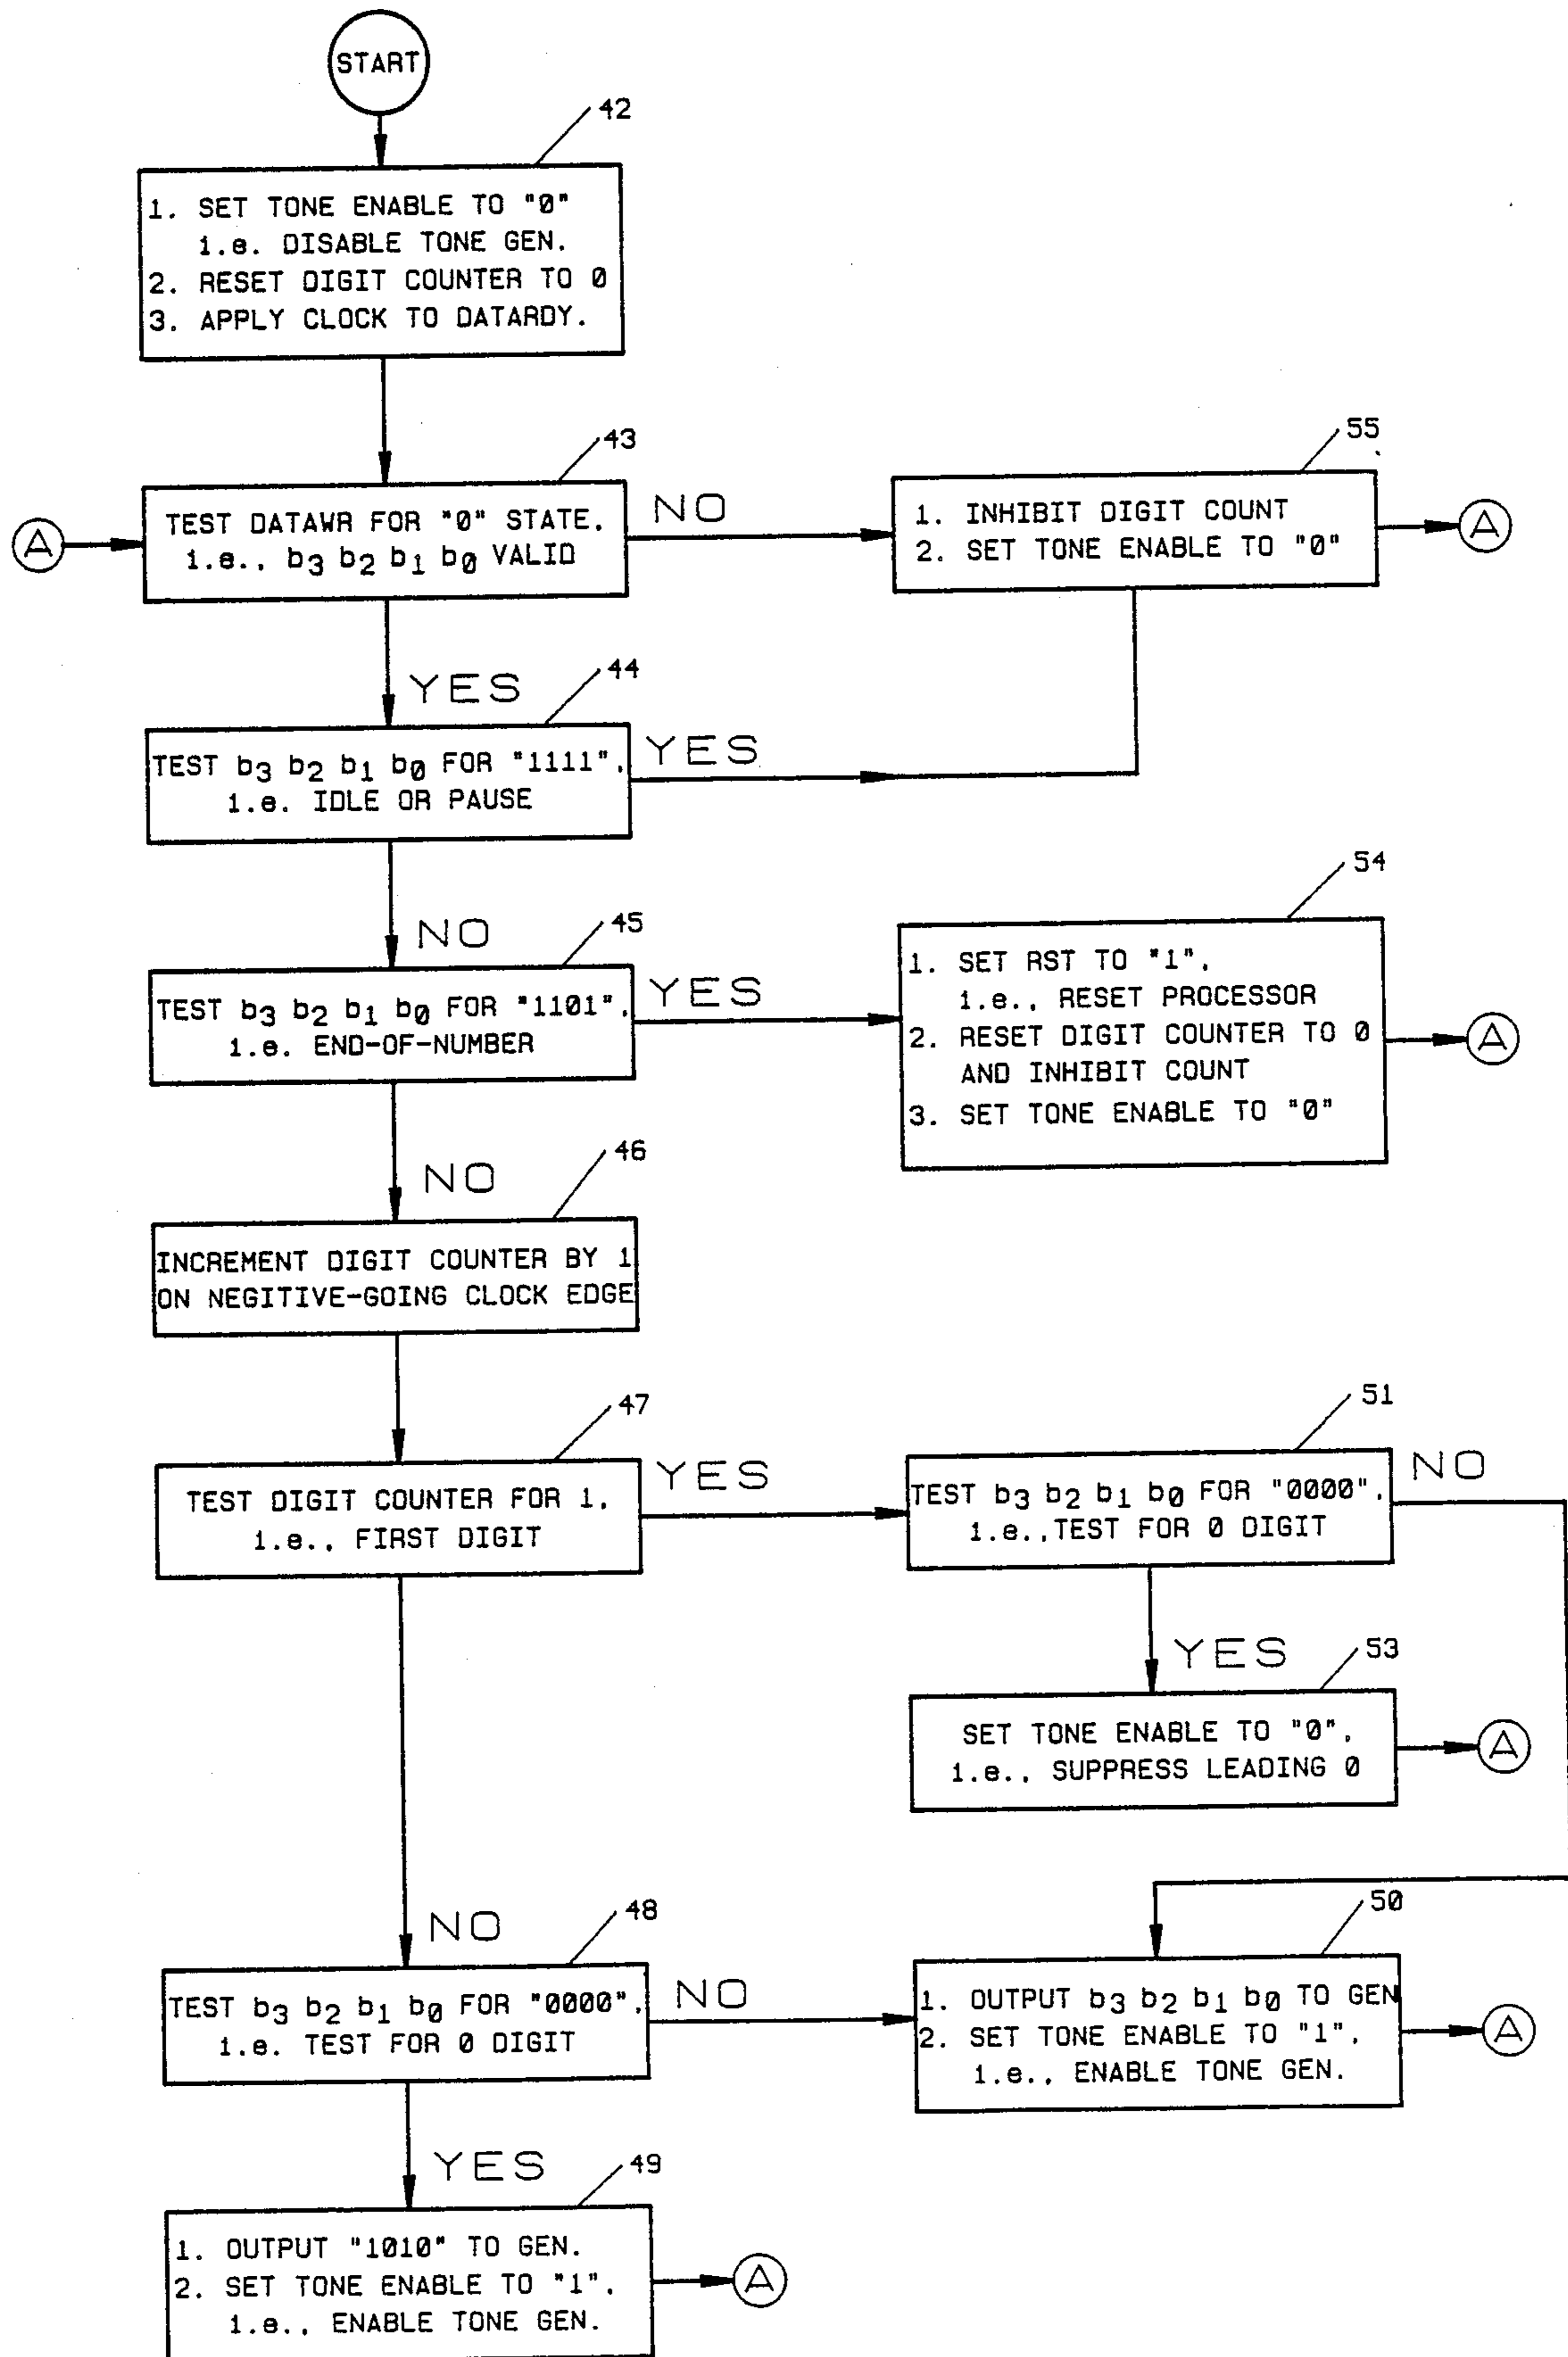 START
42
1. SET TONE ENABLE TO "0"
i.e. DISABLE TONE GEN.
2. RESET DIGIT COUNTER TO 0
3. APPLY CLOCK TO DATARDY.
43
A
TEST DATAWR FOR "0" STATE.
i.e., b3 b2 b1 b0 VALID
NO
55
1. INHIBIT DIGIT COUNT
2. SET TONE ENABLE TO "0"
A
YES
44
TEST b3 b2 b1 b0 FOR "1111".
i.e. IDLE OR PAUSE
YES
NO
45
TEST b3 b2 b1 b0 FOR "1101".
i.e. END-OF-NUMBER
YES
54
1. SET RST TO "1".
i.e., RESET PROCESSOR
2. RESET DIGIT COUNTER TO 0
AND INHIBIT COUNT
3. SET TONE ENABLE TO "0"
A
NO
46
INCREMENT DIGIT COUNTER BY 1
ON NEGITIVE-GOING CLOCK EDGE
47
TEST DIGIT COUNTER FOR 1.
i.e., FIRST DIGIT
YES
51
TEST b3 b2 b1 b0 FOR "0000".
i.e., TEST FOR 0 DIGIT
NO
YES
53
SET TONE ENABLE TO "0".
i.e., SUPPRESS LEADING 0
A
NO
48
TEST b3 b2 b1 b0 FOR "0000".
i.e. TEST FOR 0 DIGIT
NO
50
1. OUTPUT b3 b2 b1 b0 TO GEN
2. SET TONE ENABLE TO "1".
i.e., ENABLE TONE GEN.
A
YES
49
1. OUTPUT "1010" TO GEN.
2. SET TONE ENABLE TO "1".
i.e., ENABLE TONE GEN.
A